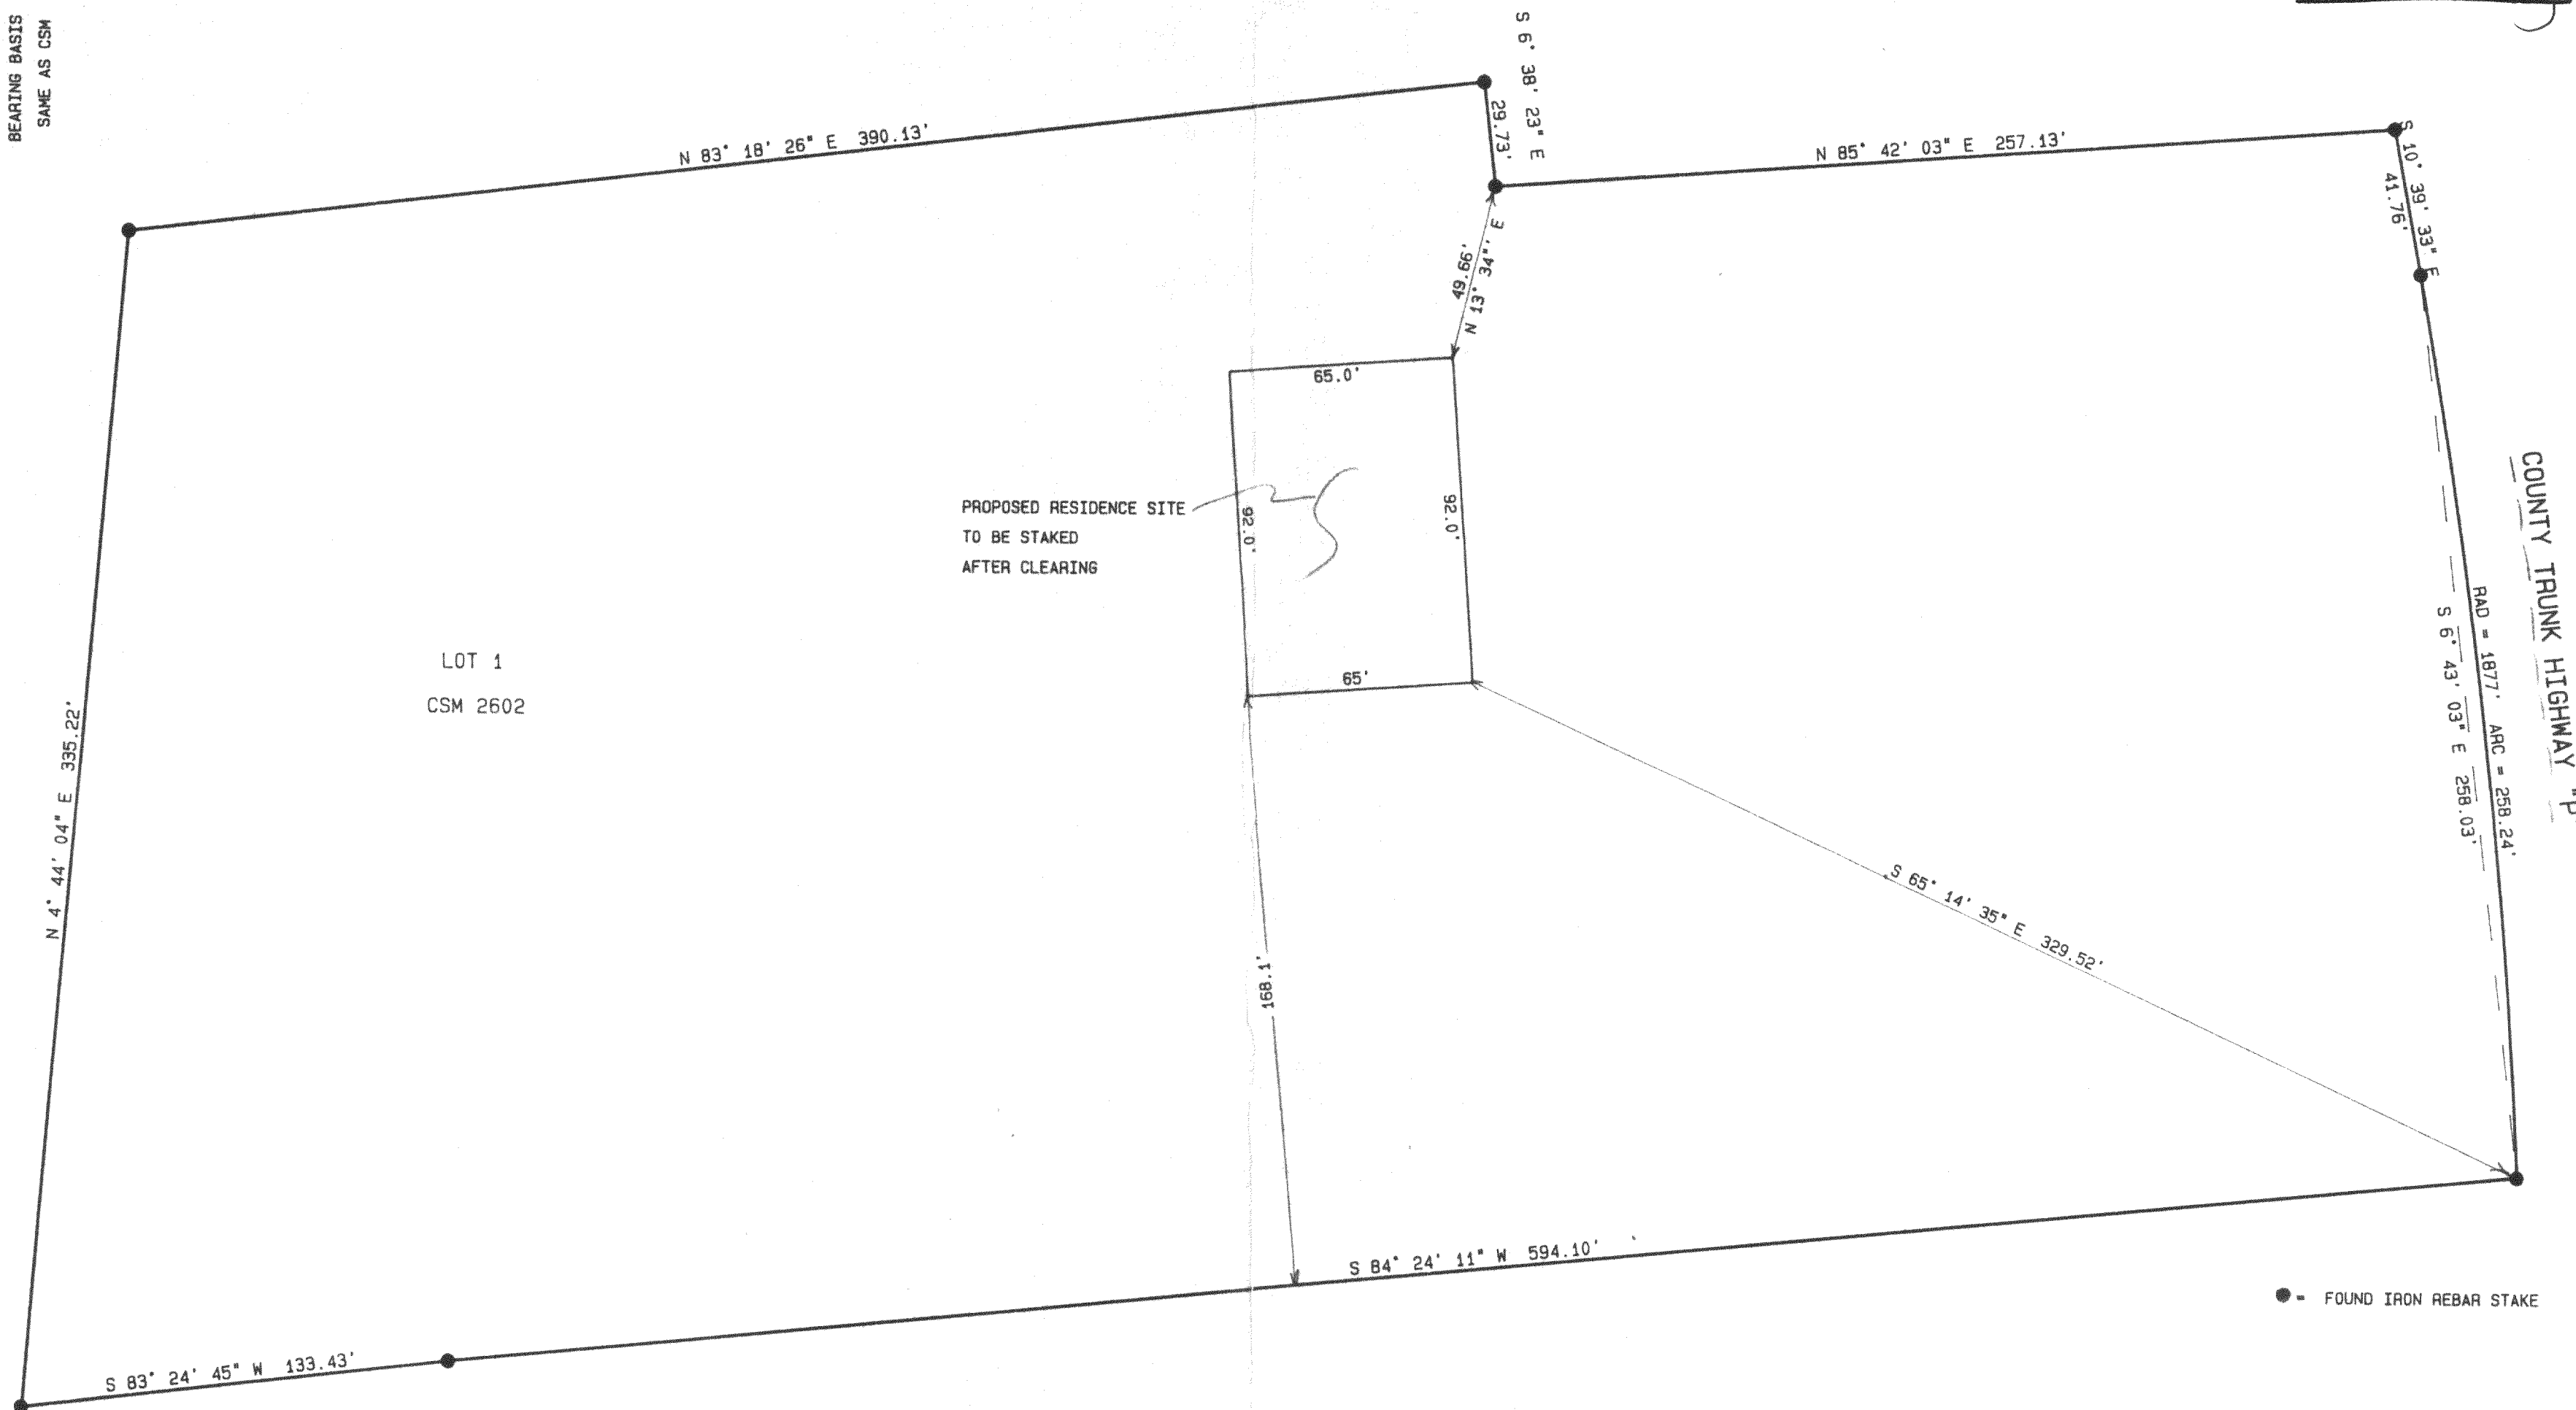 BEARING BASIS
SAME AS CSM
S 6° 38' 23" E
29.73'
N 83° 18' 26" E 390.13'
N 85° 42' 03" E 257.13'
S 10° 39' 33" E
41.76'
49.66'
N 13° 34" E
65.0'
PROPOSED RESIDENCE SITE
TO BE STAKED
AFTER CLEARING
92.0'
92.0'
65'
COUNTY TRUNK HIGHWAY "P
RAD = 1877' ARC = 258.24'
S 6° 43' 03" E 258.03'
LOT 1
CSM 2602
N 4° 44' 04" E 335.22'
S 65° 14' 35" E 329.52'
168.1'
S 84° 24' 11" W 594.10'
S 83° 24' 45" W 133.43'
= FOUND IRON REBAR STAKE